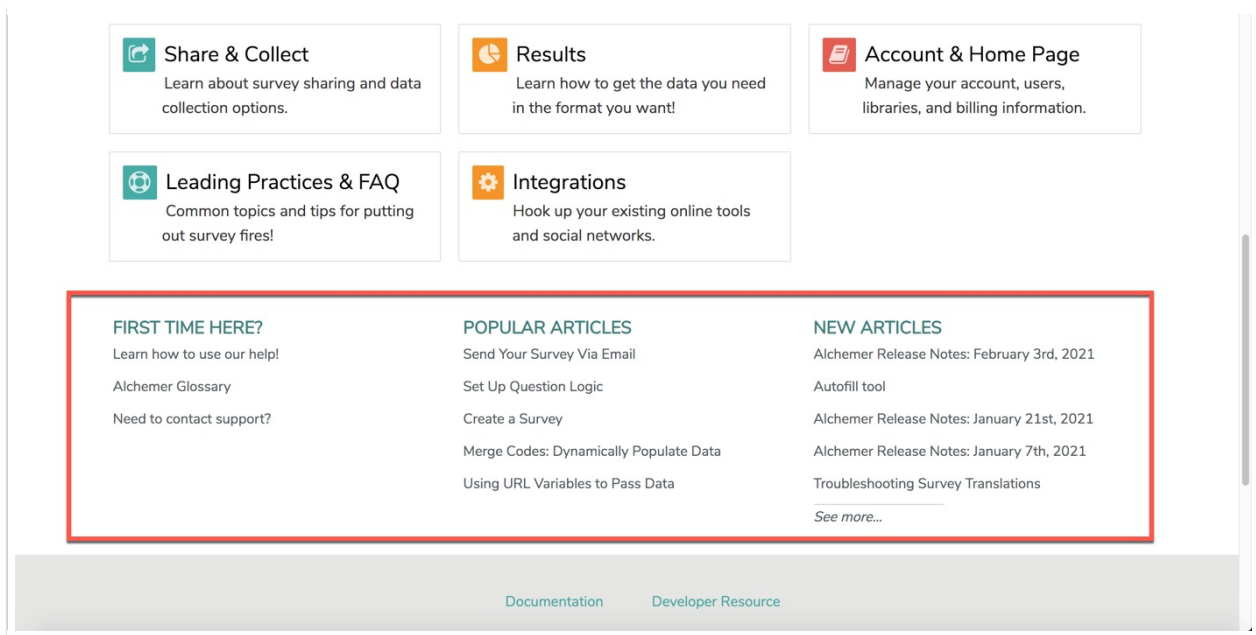 Share & Collect
Learn about survey sharing and data
collection options.
Results
Learn how to get the data you need
in the format you want!
Account & Home Page
Manage your account, users,
libraries, and billing information.
Leading Practices & FAQ
Common topics and tips for putting
out survey fires!
Integrations
Hook up your existing online tools
and social networks.
FIRST TIME HERE?
Learn how to use our help!
Alchemer Glossary
Need to contact support?
POPULAR ARTICLES
Send Your Survey Via Email
Set Up Question Logic
Create a Survey
Merge Codes: Dynamically Populate Data
Using URL Variables to Pass Data
NEW ARTICLES
Alchemer Release Notes: February 3rd, 2021
Autofill tool
Alchemer Release Notes: January 21st, 2021
Alchemer Release Notes: January 7th, 2021
Troubleshooting Survey Translations
See more...
Documentation
Developer Resource